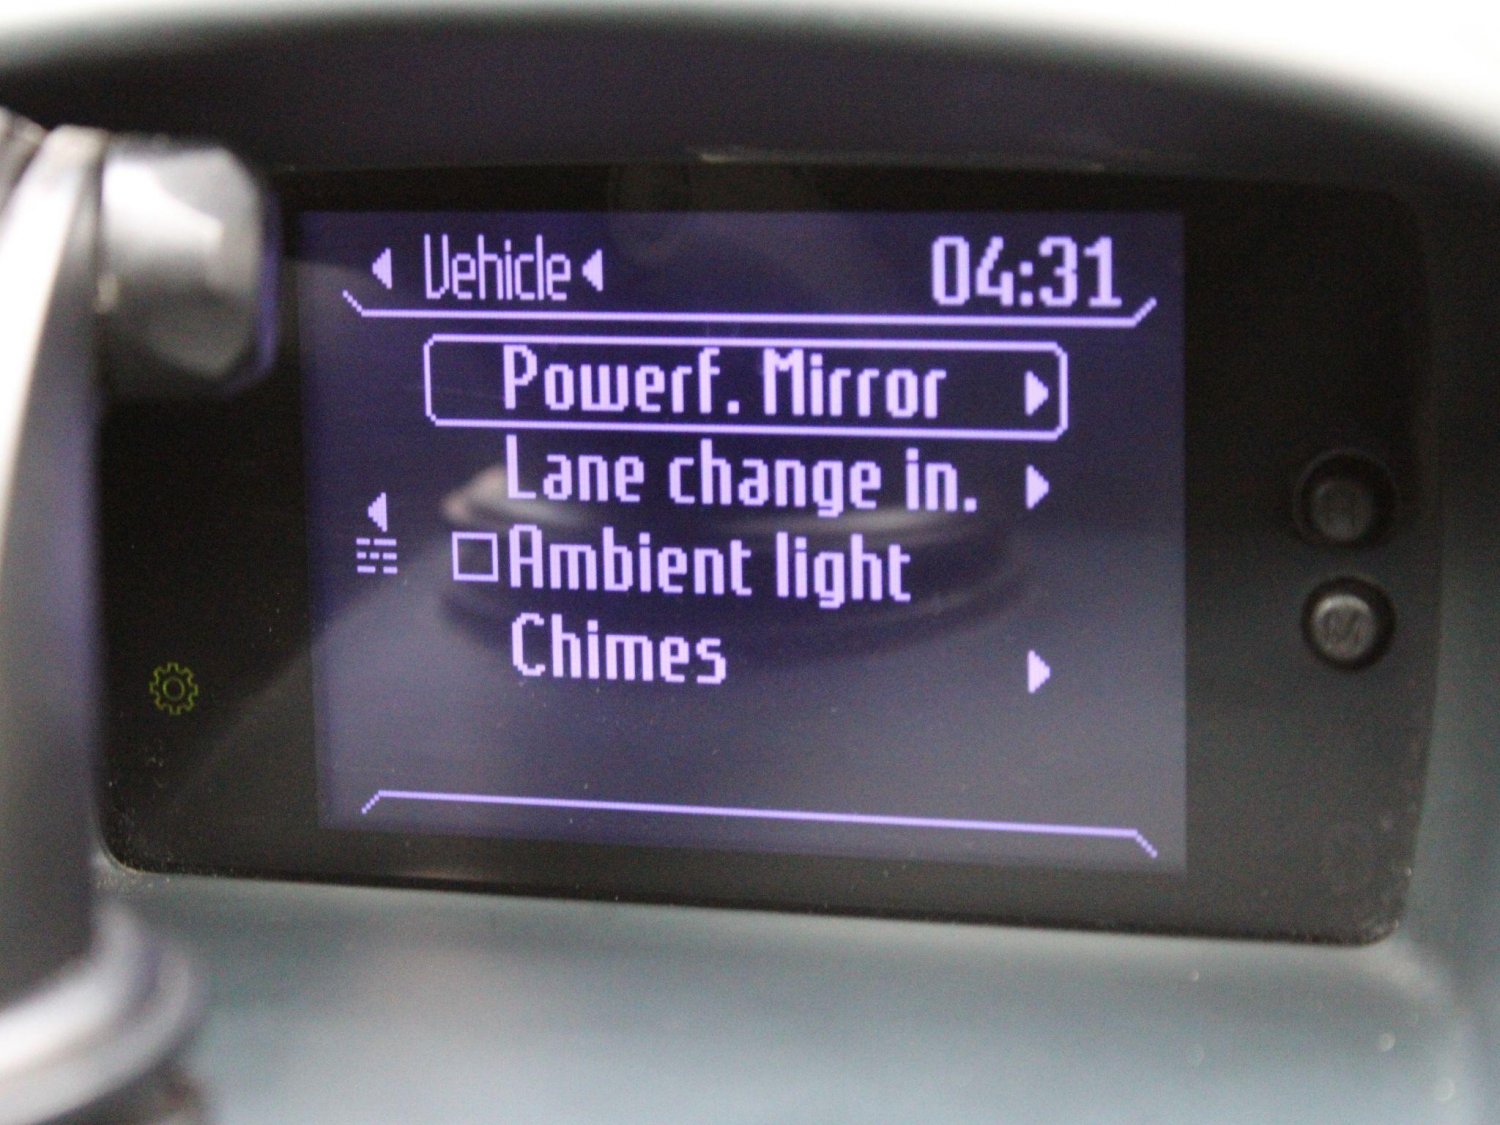 Vehicle 04:31
Powerf. Mirror
Lane change in.
Ambient light
Chimes